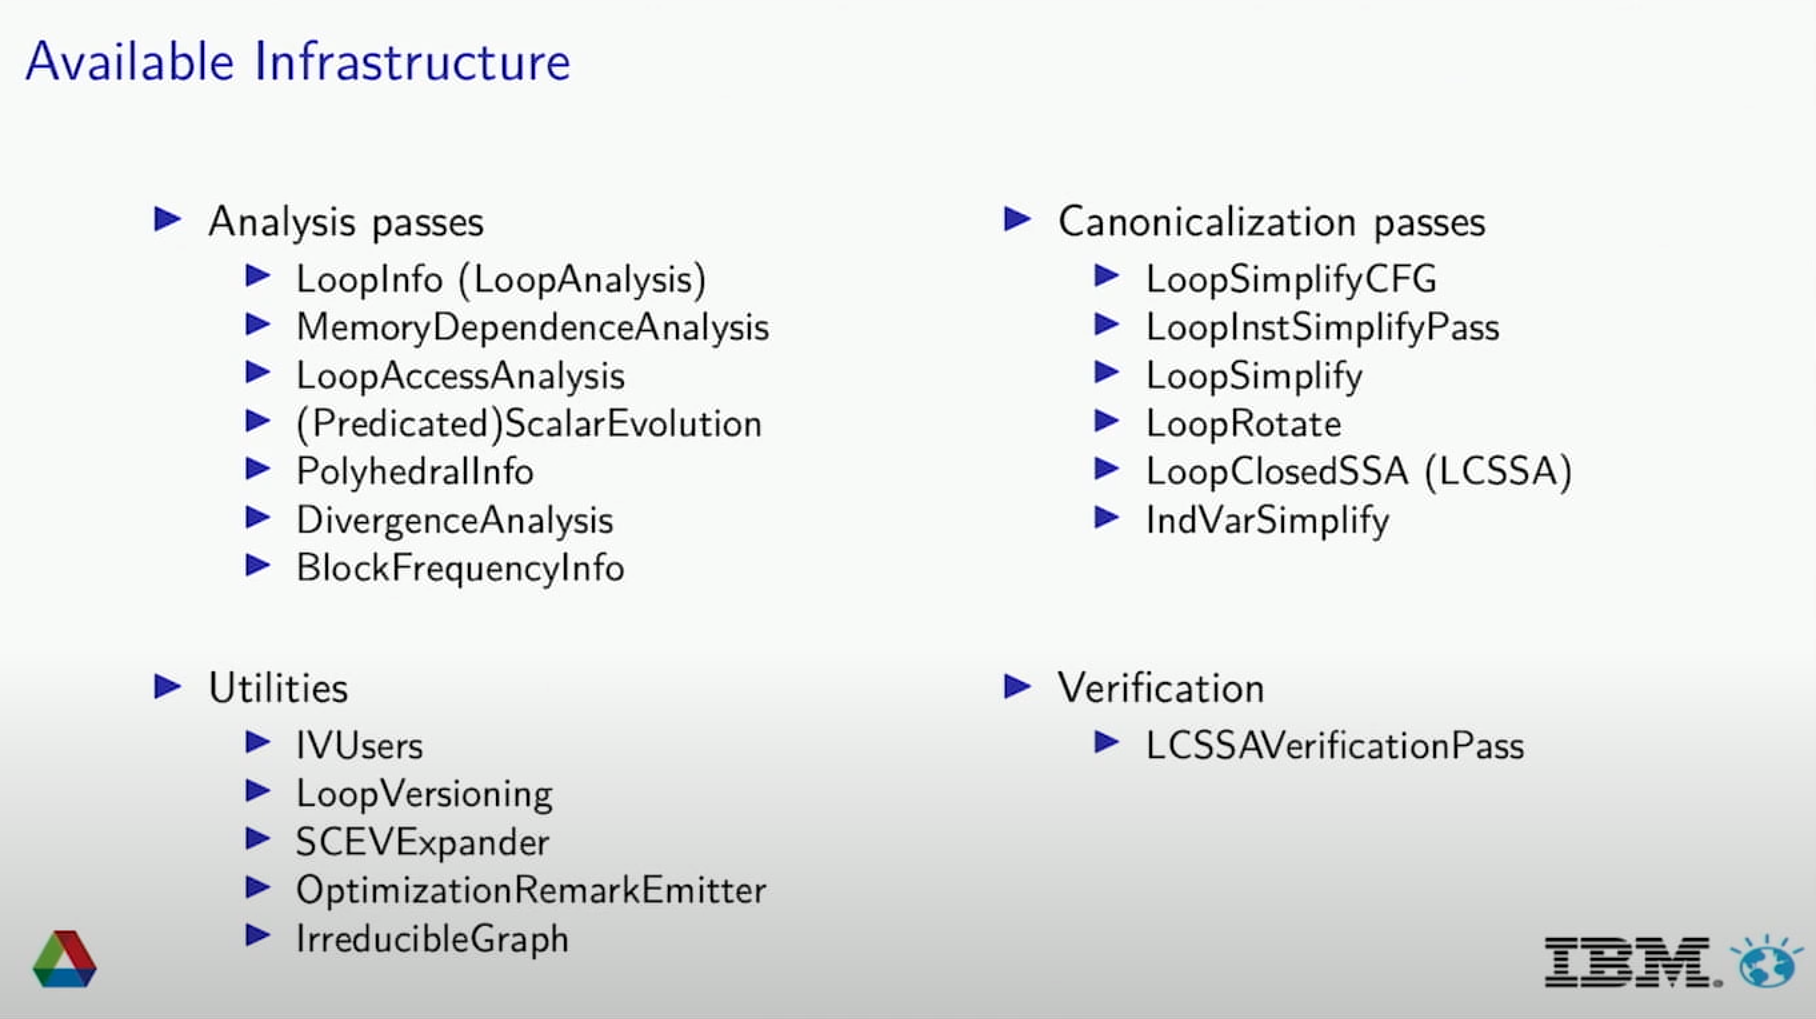 Available Infrastructure
Analysis passes
LoopInfo (LoopAnalysis)
MemoryDependenceAnalysis
LoopAccessAnalysis
(Predicated)ScalarEvolution
PolyhedralInfo
DivergenceAnalysis
BlockFrequencyInfo
Canonicalization passes
LoopSimplifyCFG
LoopInstSimplifyPass
LoopSimplify
LoopRotate
LoopClosedSSA (LCSSA)
IndVarSimplify
Utilities
IVUsers
LoopVersioning
SCEVExpander
OptimizationRemarkEmitter
IrreducibleGraph
Verification
LCSSAVerificationPass
IBM.